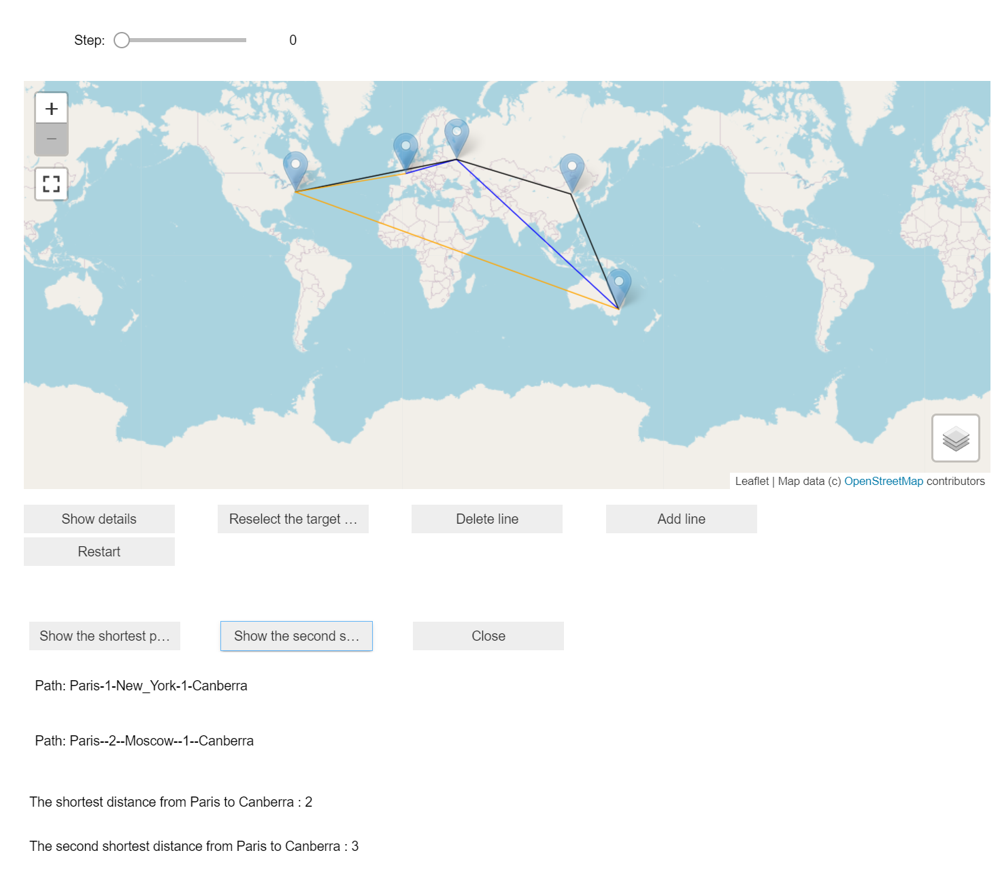 Step: 0
+
−
Leaflet | Map data (c) OpenStreetMap contributors
Show details Reselect the target … Delete line Add line
Restart
Show the shortest p… Show the second s… Close
Path: Paris-1-New_York-1-Canberra
Path: Paris--2--Moscow--1--Canberra
The shortest distance from Paris to Canberra : 2
The second shortest distance from Paris to Canberra : 3